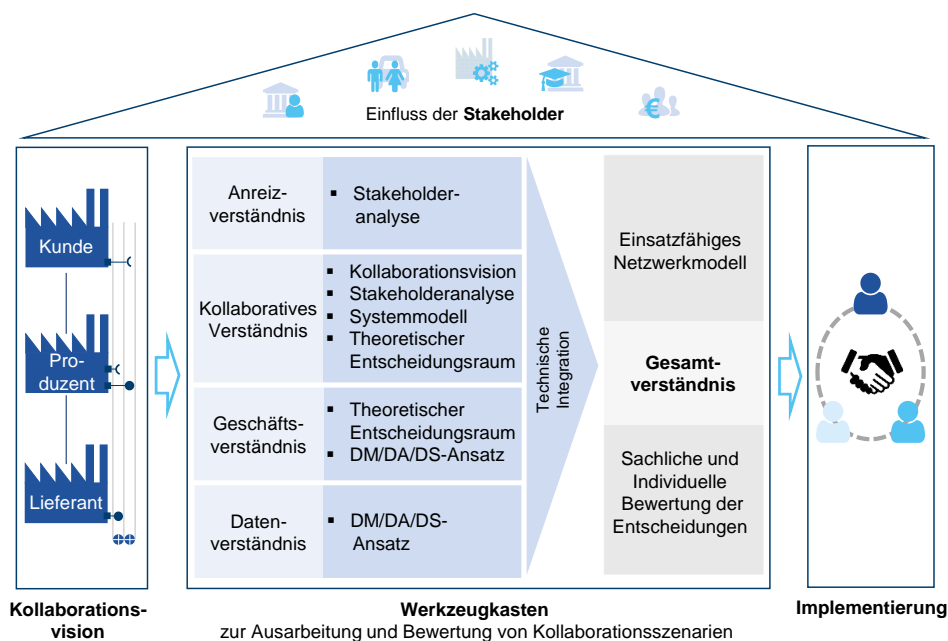 Einfluss der Stakeholder
Kunde
Pro-
duzent
Lieferant
Kollaborations-
vision
Anreiz-
verständnis
▪ Stakeholder-
analyse
Kollaboratives
Verständnis
▪ Kollaborationsvision
▪ Stakeholderanalyse
▪ Systemmodell
▪ Theoretischer
Entscheidungsraum
Geschäfts-
verständnis
▪ Theoretischer
Entscheidungsraum
▪ DM/DA/DS-Ansatz
Daten-
verständnis
▪ DM/DA/DS-
Ansatz
Technische
Integration
Einsatzfähiges
Netzwerkmodell
Gesamt-
verständnis
Sachliche und
Individuelle
Bewertung der
Entscheidungen
Werkzeugkasten
zur Ausarbeitung und Bewertung von Kollaborationsszenarien
Implementierung
€